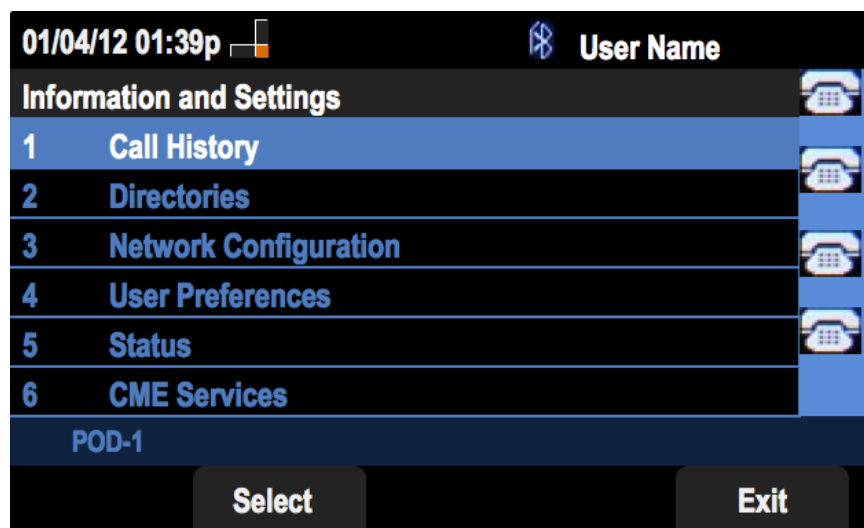 01/04/12 01:39p User Name
Information and Settings
1 Call History
2 Directories
3 Network Configuration
4 User Preferences
5 Status
6 CME Services
POD-1
Select Exit